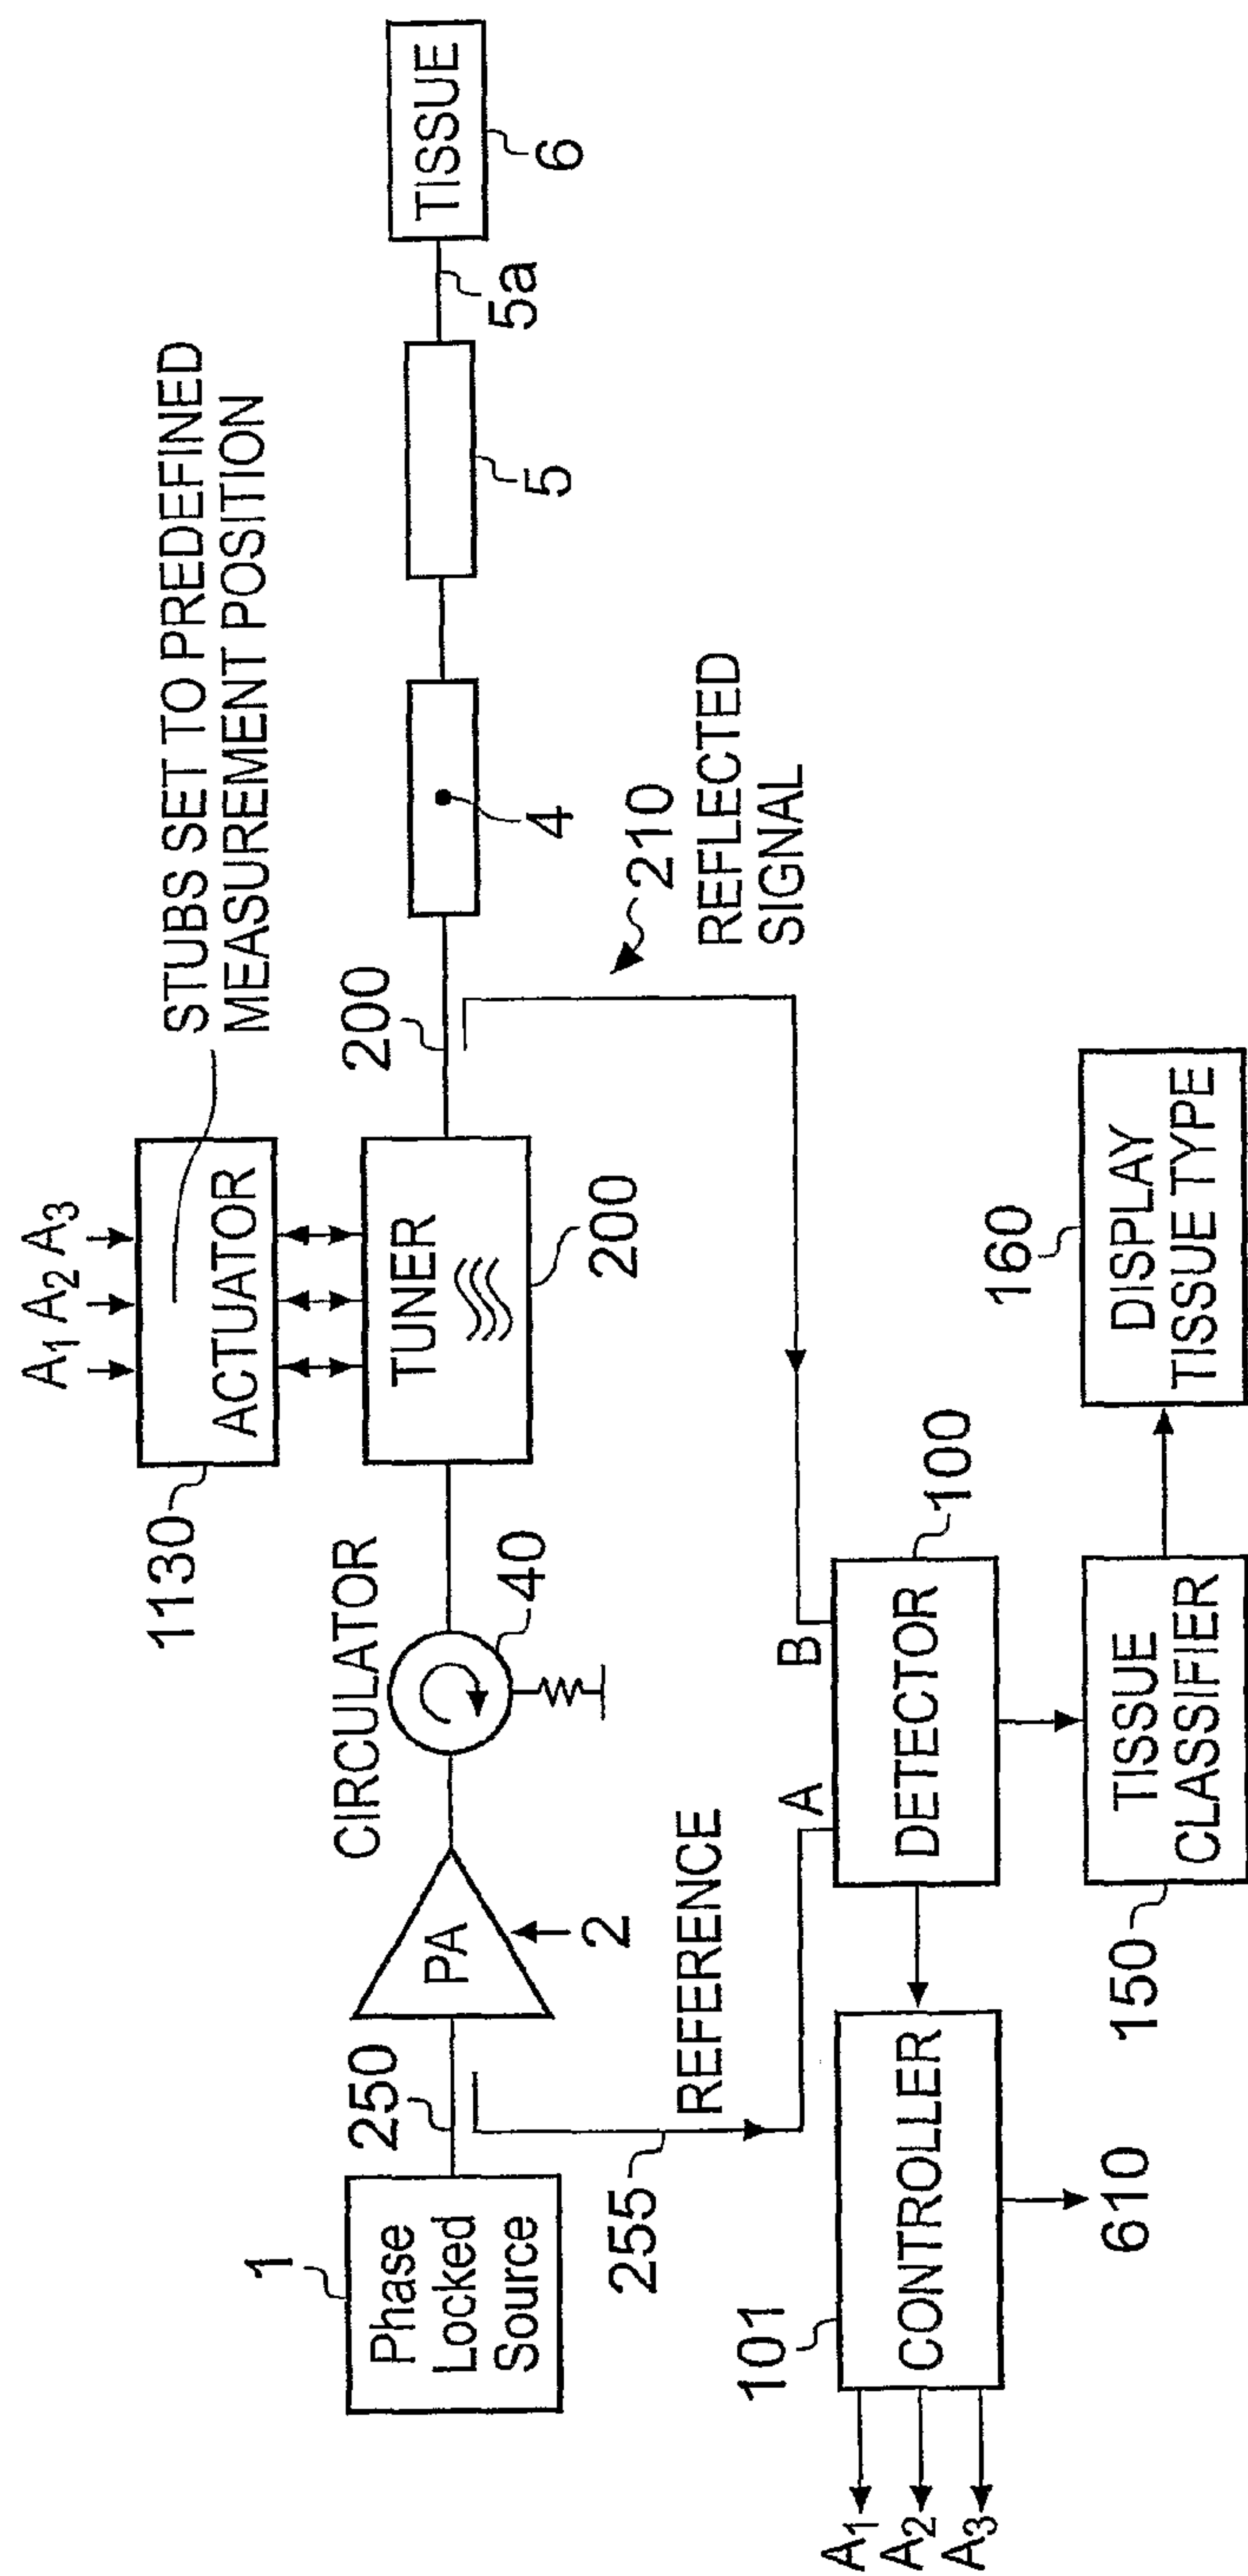 A1 A2 A3
STUBS SET TO PREDEFINED
MEASUREMENT POSITION
1130
ACTUATOR
CIRCULATOR
1
250
200
Phase
Locked
Source
PA
2
40
TUNER
200
4
5
5a
TISSUE
6
210
REFLECTED
SIGNAL
255
REFERENCE
A
B
101
CONTROLLER
DETECTOR
100
A1
A2
A3
610
150
TISSUE
CLASSIFIER
160
DISPLAY
TISSUE TYPE